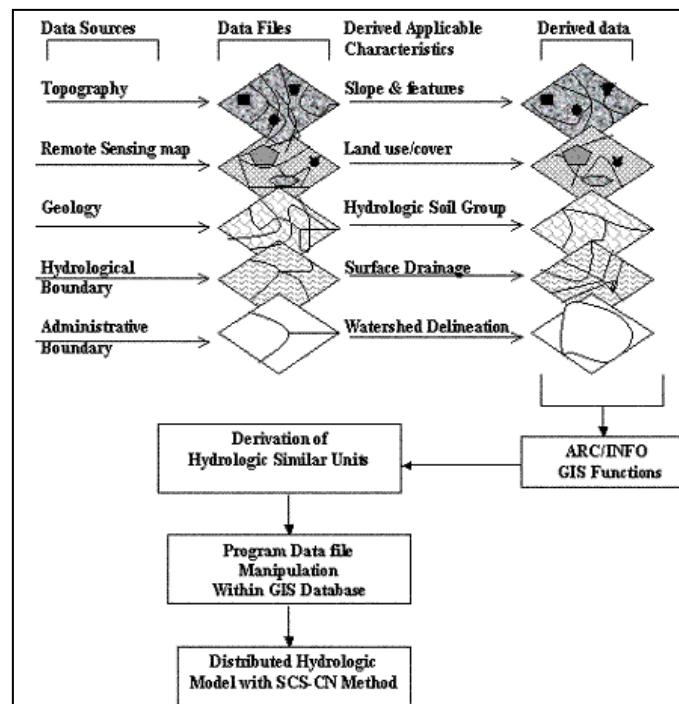 Data Sources
Data Files
Derived Applicable
Characteristics
Derived data
Topography
Slope & features
Remote Sensing map
Land use/cover
Geology
Hydrologic Soil Group
Hydrological
Boundary
Surface Drainage
Administrative
Boundary
Watershed Delineation
Derivation of
Hydrologic Similar Units
ARC/INFO
GIS Functions
Program Data file
Manipulation
Within GIS Database
Distributed Hydrologic
Model with SCS-CN Method